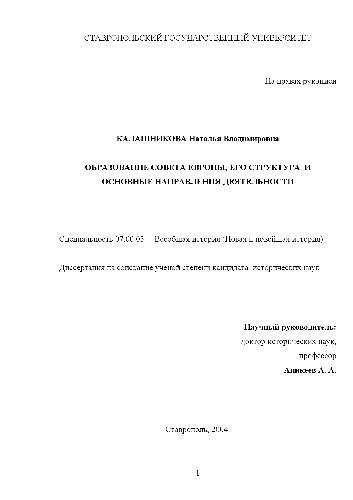 СТАВРОПОЛЬСКИЙ ГОСУДАРСТВЕННЫЙ УНИВЕРСИТЕТ
На правах рукописи
КАЛАШНИКОВА Наталья Владимировна
ОБРАЗОВАНИЕ СОВЕТА ЕВРОПЫ, ЕГО СТРУКТУРА И
ОСНОВНЫЕ НАПРАВЛЕНИЯ ДЕЯТЕЛЬНОСТИ
Специальность 07.00.03 Всеобщая история (Новая и новейшая история)
Диссертация на соискание ученой степени кандидата исторических наук
Научный руководитель:
доктор исторических наук,
профессор
Аникеев А. А.
Ставрополь, 2004
1